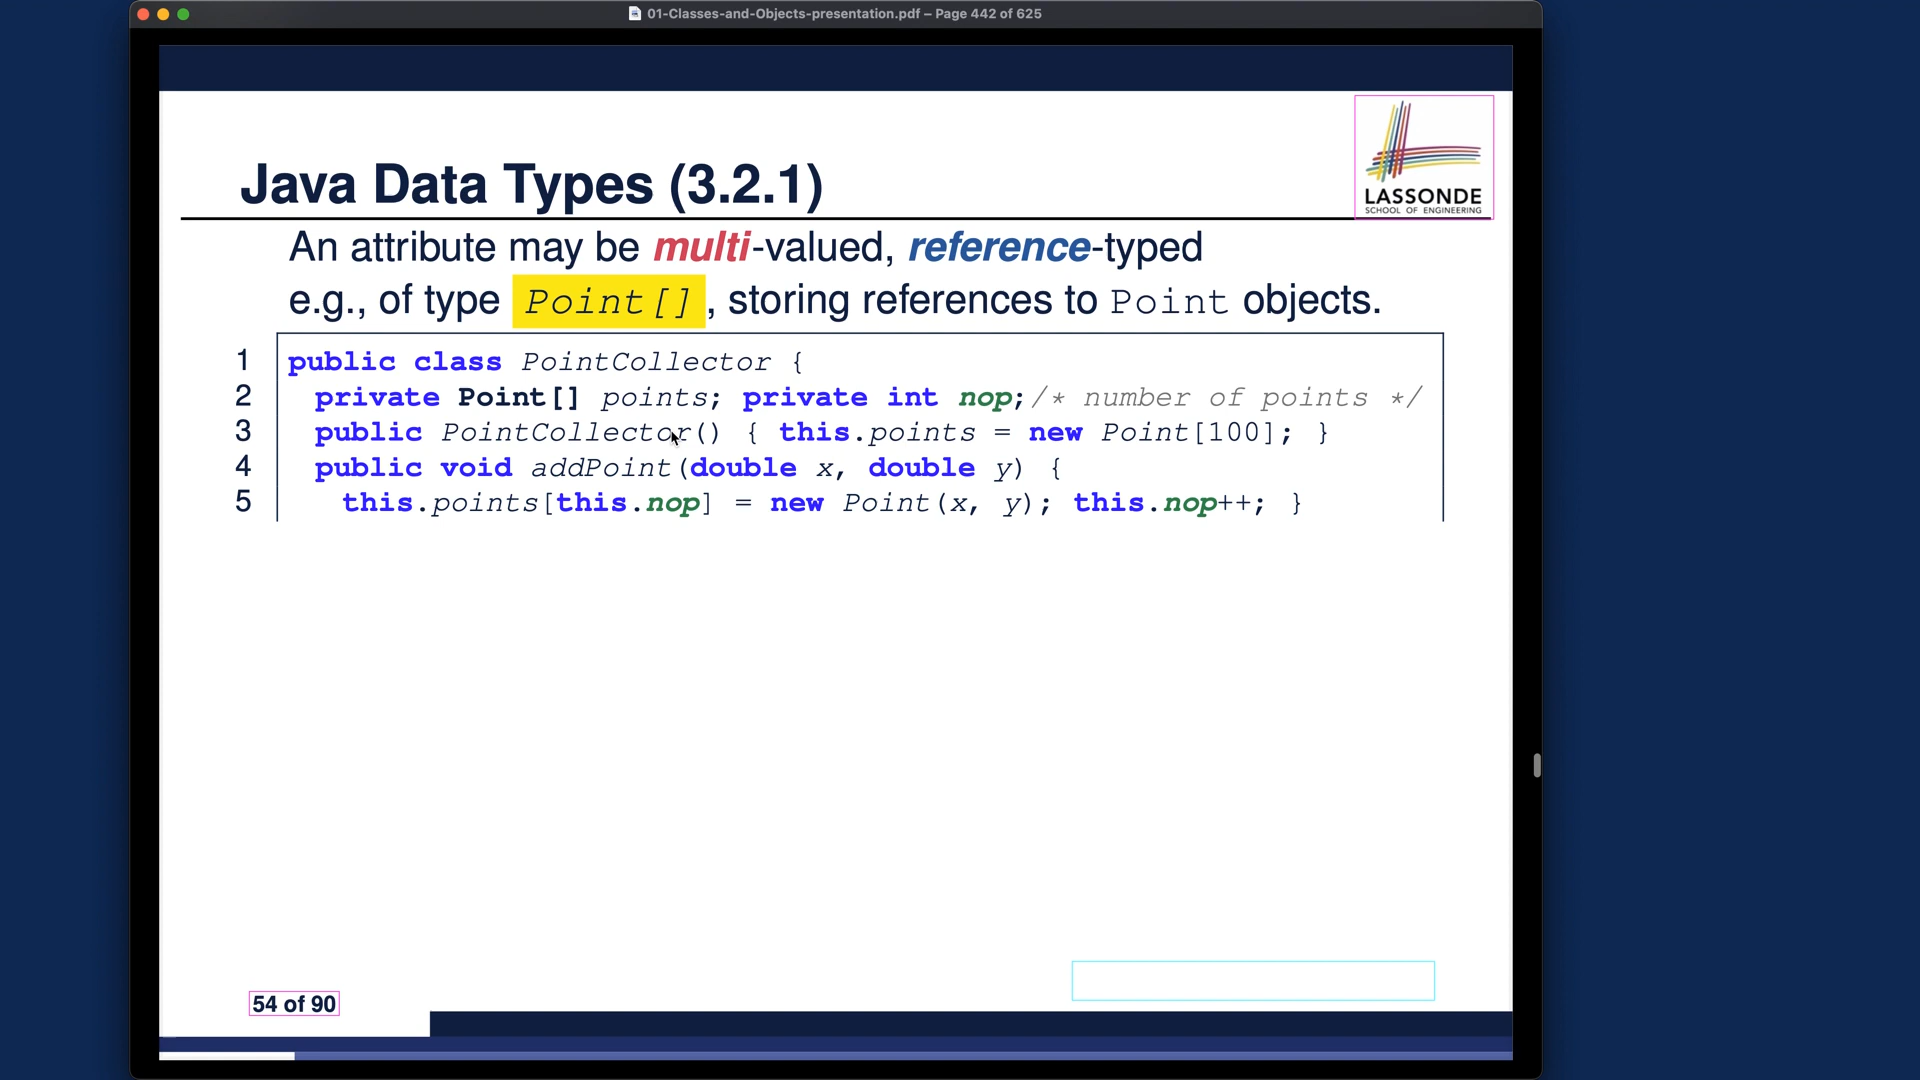 01-Classes-and-Objects-presentation.pdf – Page 442 of 625
LASSONDE
SCHOOL OF ENGINEERING
Java Data Types (3.2.1)
An attribute may be multi-valued, reference-typed
e.g., of type Point[], storing references to Point objects.
1 public class PointCollector {
2 private Point[] points; private int nop;/* number of points */
3 public PointCollector() { this.points = new Point[100]; }
4 public void addPoint(double x, double y) {
5 this.points[this.nop] = new Point(x, y); this.nop++; }
54 of 90